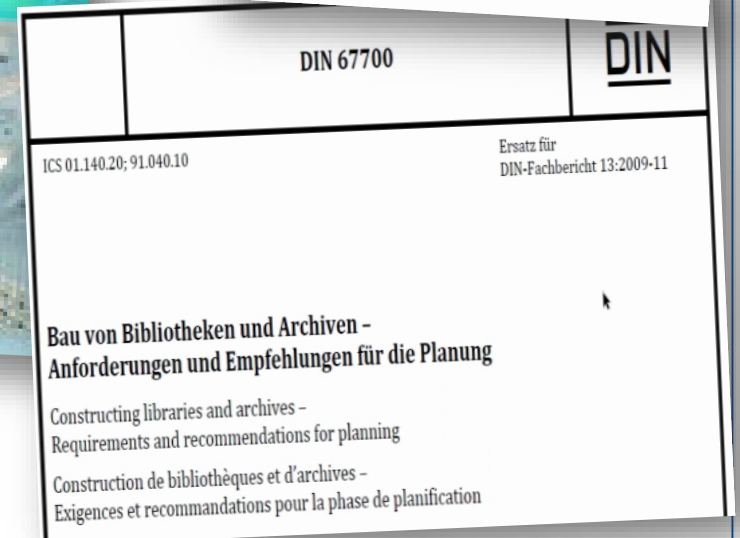 DIN 67700
DIN
ICS 01.140.20; 91.040.10
Ersatz für
DIN-Fachbericht 13:2009-11
Bau von Bibliotheken und Archiven –
Anforderungen und Empfehlungen für die Planung
Constructing libraries and archives –
Requirements and recommendations for planning
Construction de bibliothèques et d'archives –
Exigences et recommandations pour la phase de planification